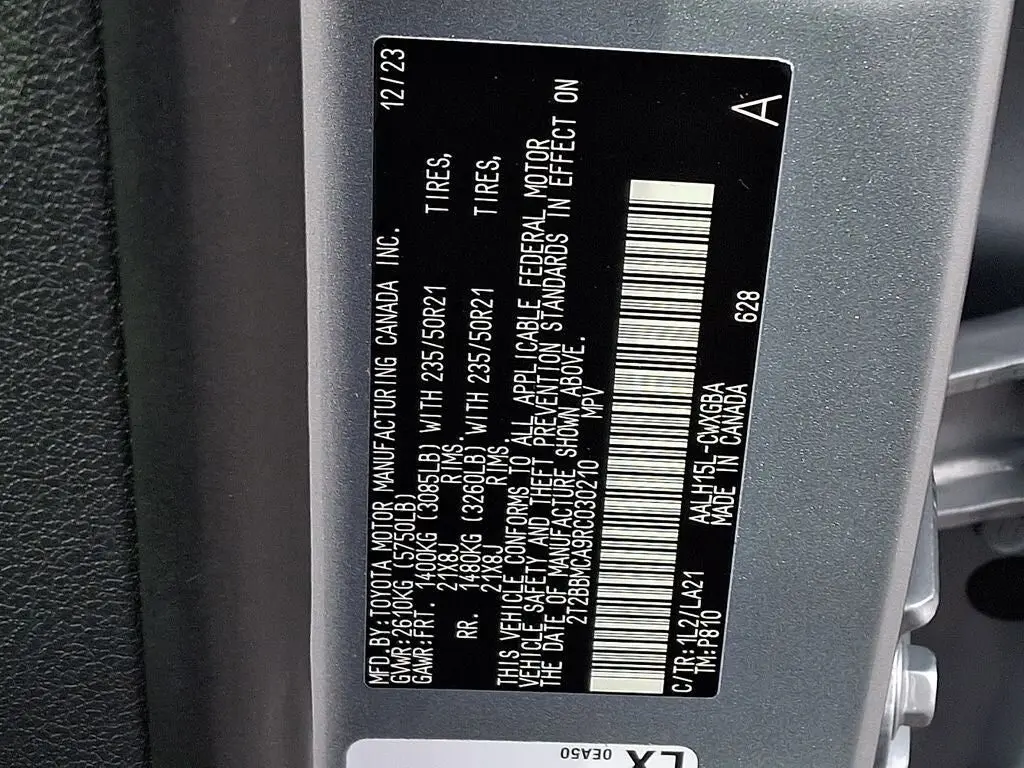 MFD.BY:TOYOTA MOTOR MANUFACTURING CANADA INC. 12/23
GVWR:2610KG (5750LB)
GAWR:FRT. 1400KG (3085LB) WITH 235/50R21 TIRES,
21X8J RIMS.
RR. 1480KG (3260LB) WITH 235/50R21 TIRES,
21X8J RIMS.
THIS VEHICLE CONFORMS TO ALL APPLICABLE FEDERAL MOTOR
VEHICLE SAFETY AND THEFT PREVENTION STANDARDS IN EFFECT ON
THE DATE OF MANUFACTURE SHOWN ABOVE.
2T2BBMCA9RC030210 MPV
C/TR:1L2/LA21 AALH15L-CWXGBA 628 A
TM:P810 MADE IN CANADA
0EA50